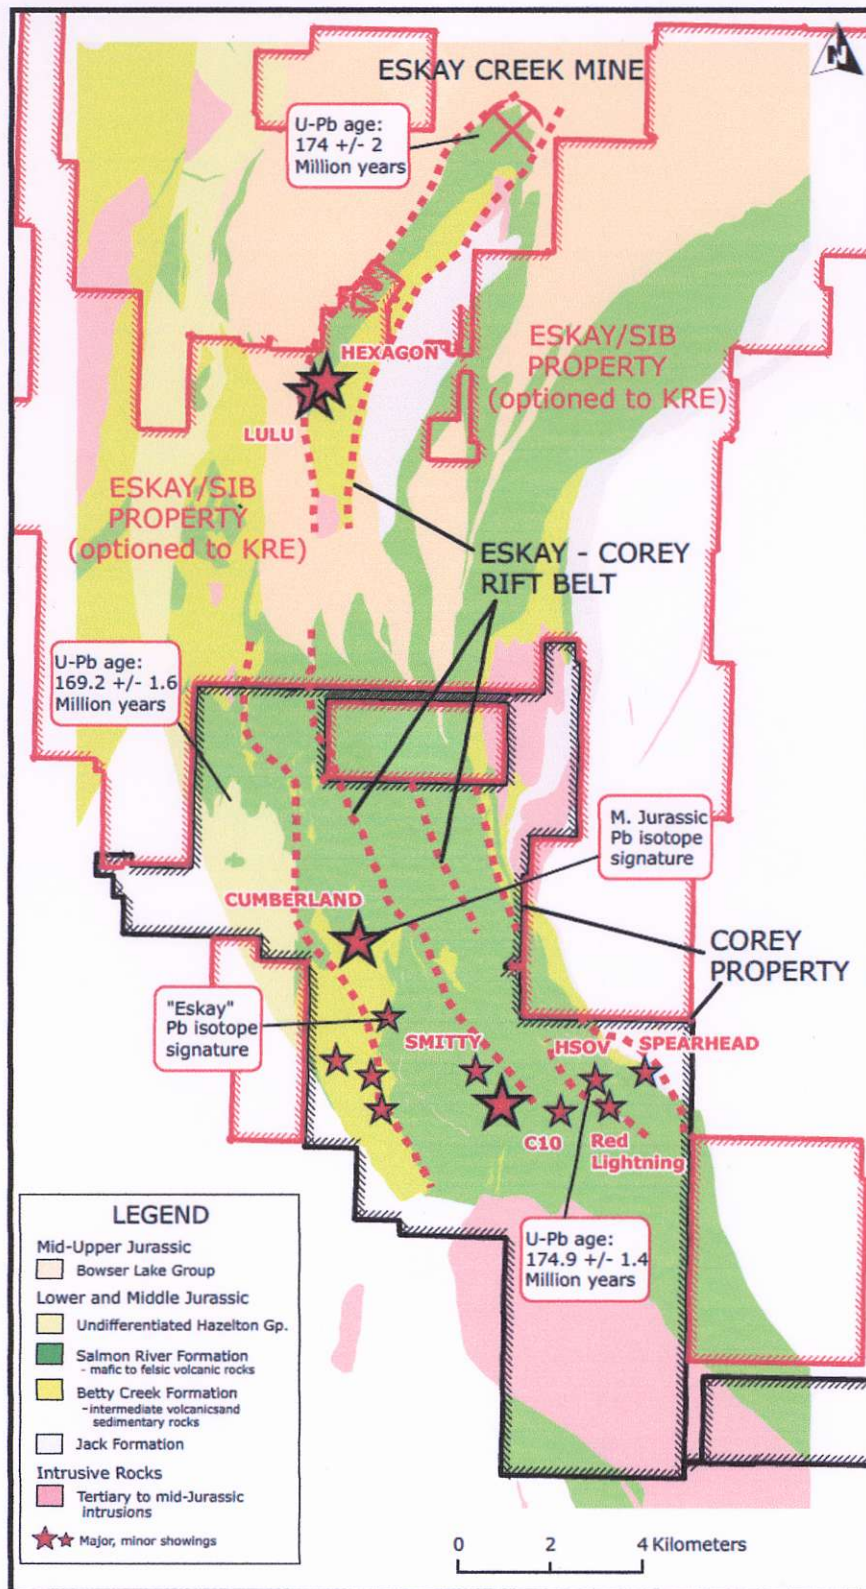 N
ESKAY CREEK MINE
U-Pb age:
174 +/- 2
Million years
HEXAGON
LULU
ESKAY/SIB
PROPERTY
(optioned to KRE)
ESKAY/SIB
PROPERTY
(optioned to KRE)
ESKAY - COREY
RIFT BELT
U-Pb age:
169.2 +/- 1.6
Million years
M. Jurassic
Pb isotope
signature
CUMBERLAND
COREY
PROPERTY
"Eskay"
Pb isotope
signature
SMITTY
HSOV
SPEARHEAD
C10
Red
Lightning
U-Pb age:
174.9 +/- 1.4
Million years
LEGEND
Mid-Upper Jurassic
Bowser Lake Group
Lower and Middle Jurassic
Undifferentiated Hazelton Gp.
Salmon River Formation
- mafic to felsic volcanic rocks
Betty Creek Formation
-intermediate volcanicsand
sedimentary rocks
Jack Formation
Intrusive Rocks
Tertiary to mid-Jurassic
intrusions
Major, minor showings
0 2 4 Kilometers